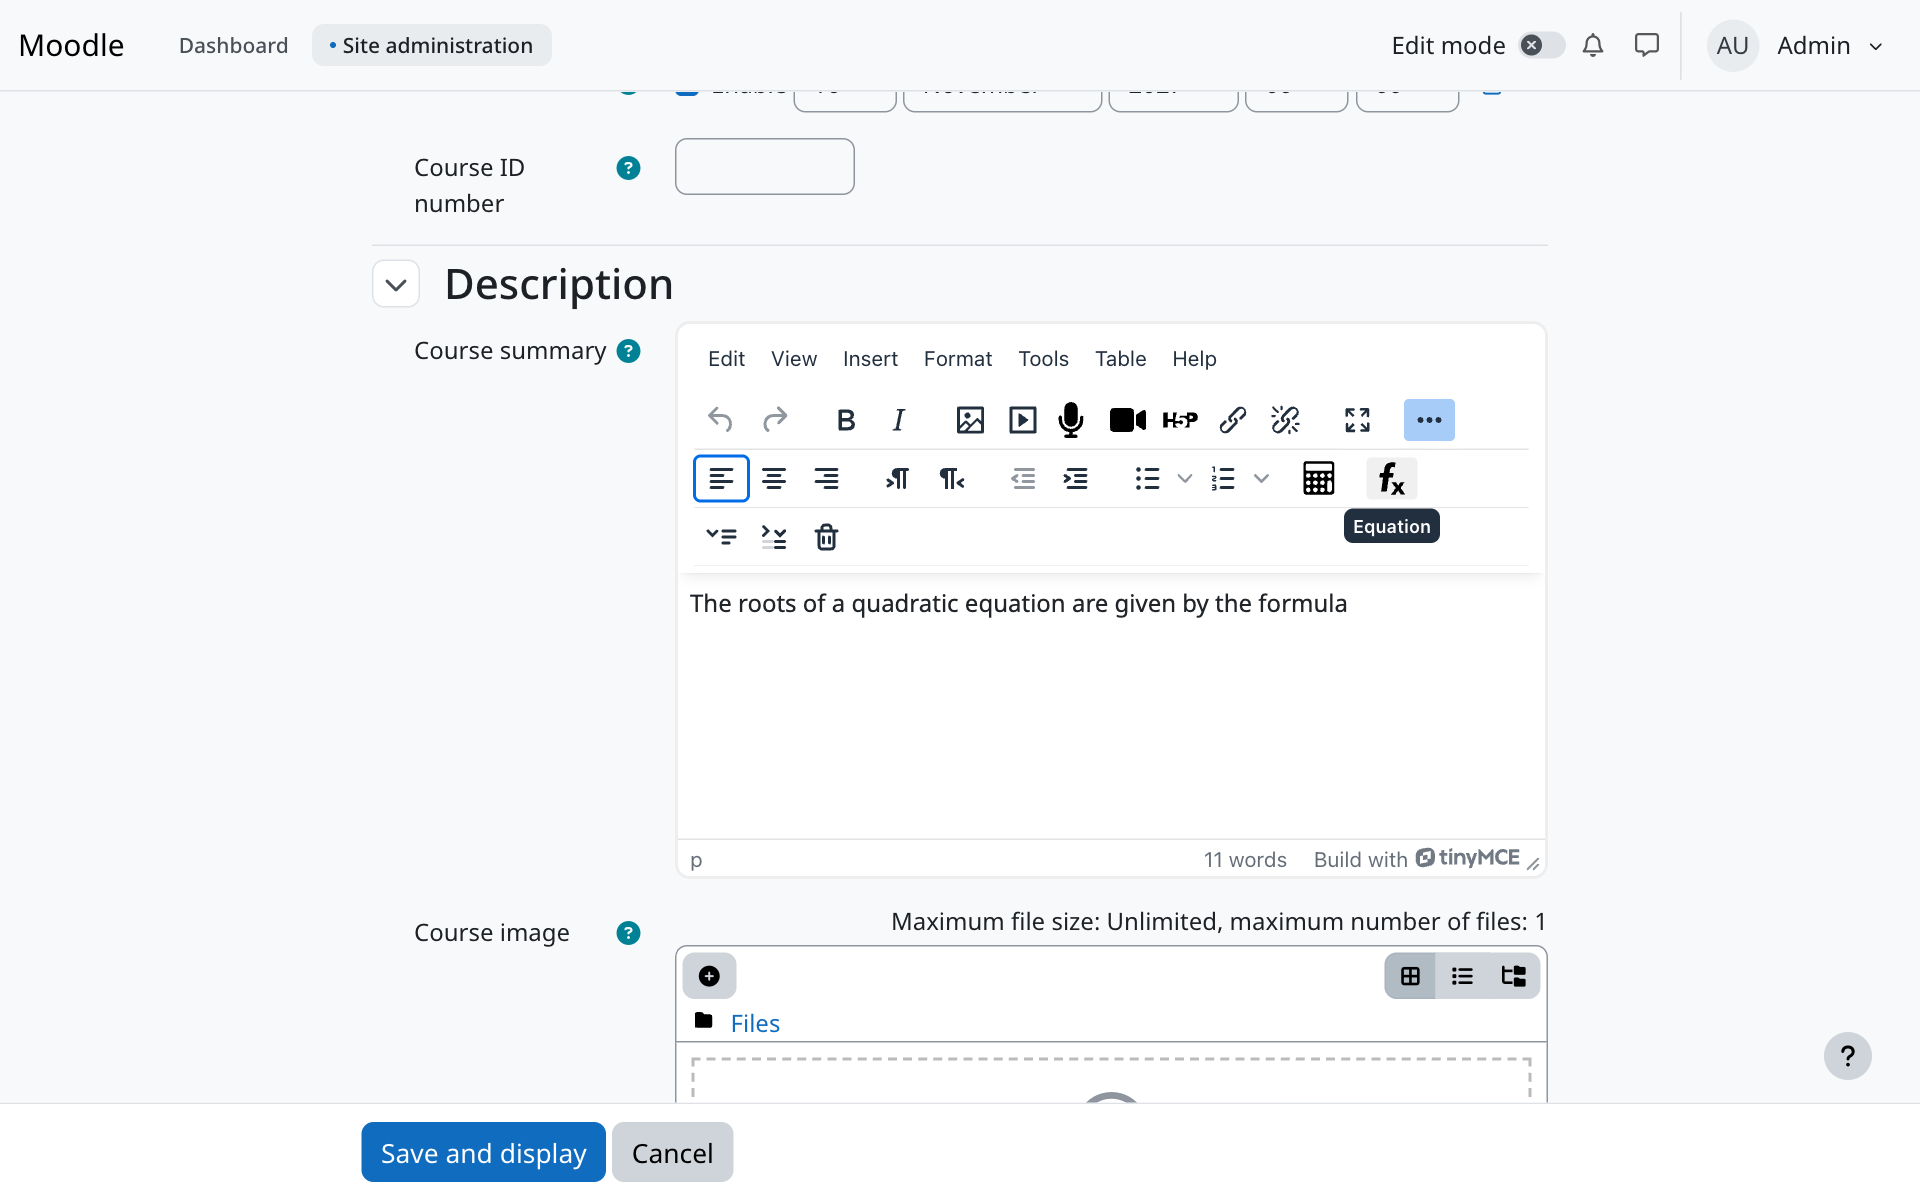 Moodle
Dashboard
Site administration
Edit mode
AU
Admin
Course ID
number
Description
Course summary
Edit View Insert Format Tools Table Help
B I H5P
fx
Equation
The roots of a quadratic equation are given by the formula
p
11 words
Build with tinyMCE
Course image
Maximum file size: Unlimited, maximum number of files: 1
Files
?
Save and display
Cancel